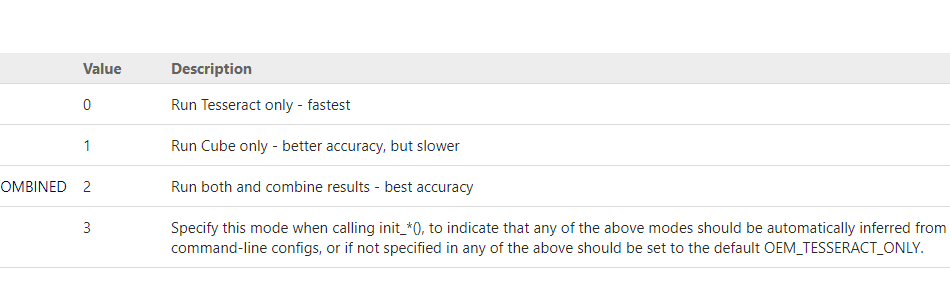 Value Description
0 Run Tesseract only - fastest
1 Run Cube only - better accuracy, but slower
OMBINED 2 Run both and combine results - best accuracy
3 Specify this mode when calling init_*(), to indicate that any of the above modes should be automatically inferred from
command-line configs, or if not specified in any of the above should be set to the default OEM_TESSERACT_ONLY.